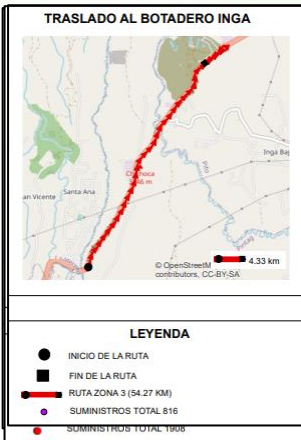 TRASLADO AL BOTADERO INGA
Inga Baj
an Vicente
Santa Ana
Pifo
Pintag
© OpenStreetM
contributors, CC-BY-SA
4.33 km
LEYENDA
INICIO DE LA RUTA
FIN DE LA RUTA
RUTA ZONA 3 (54.27 KM)
SUMINISTROS TOTAL 816
SUMINISTROS TOTAL 1908